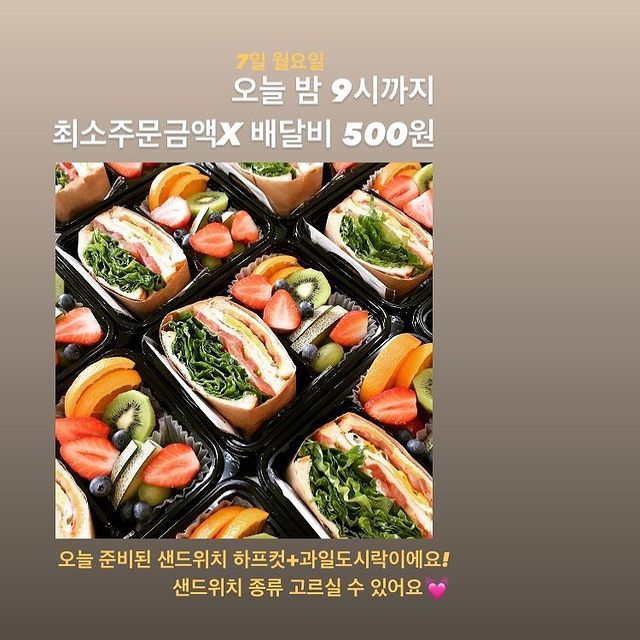 7일 월요일
오늘 밤 9시까지
최소주문금액X 배달비 500원
오늘 준비된 샌드위치 하프컷+과일도시락이에요!
샌드위치 종류 고르실 수 있어요💓